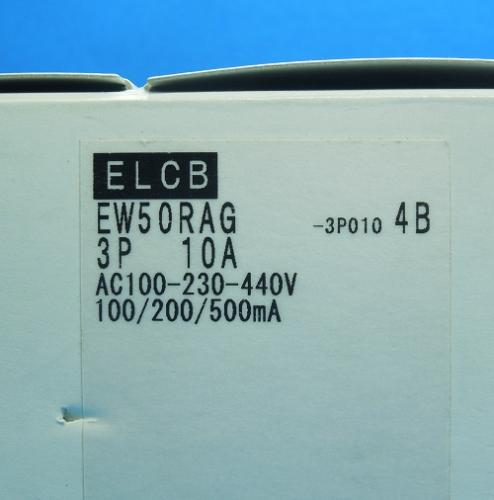 ELCB
EW50RAG -3P010 4B
3P 10A
AC100-230-440V
100/200/500mA